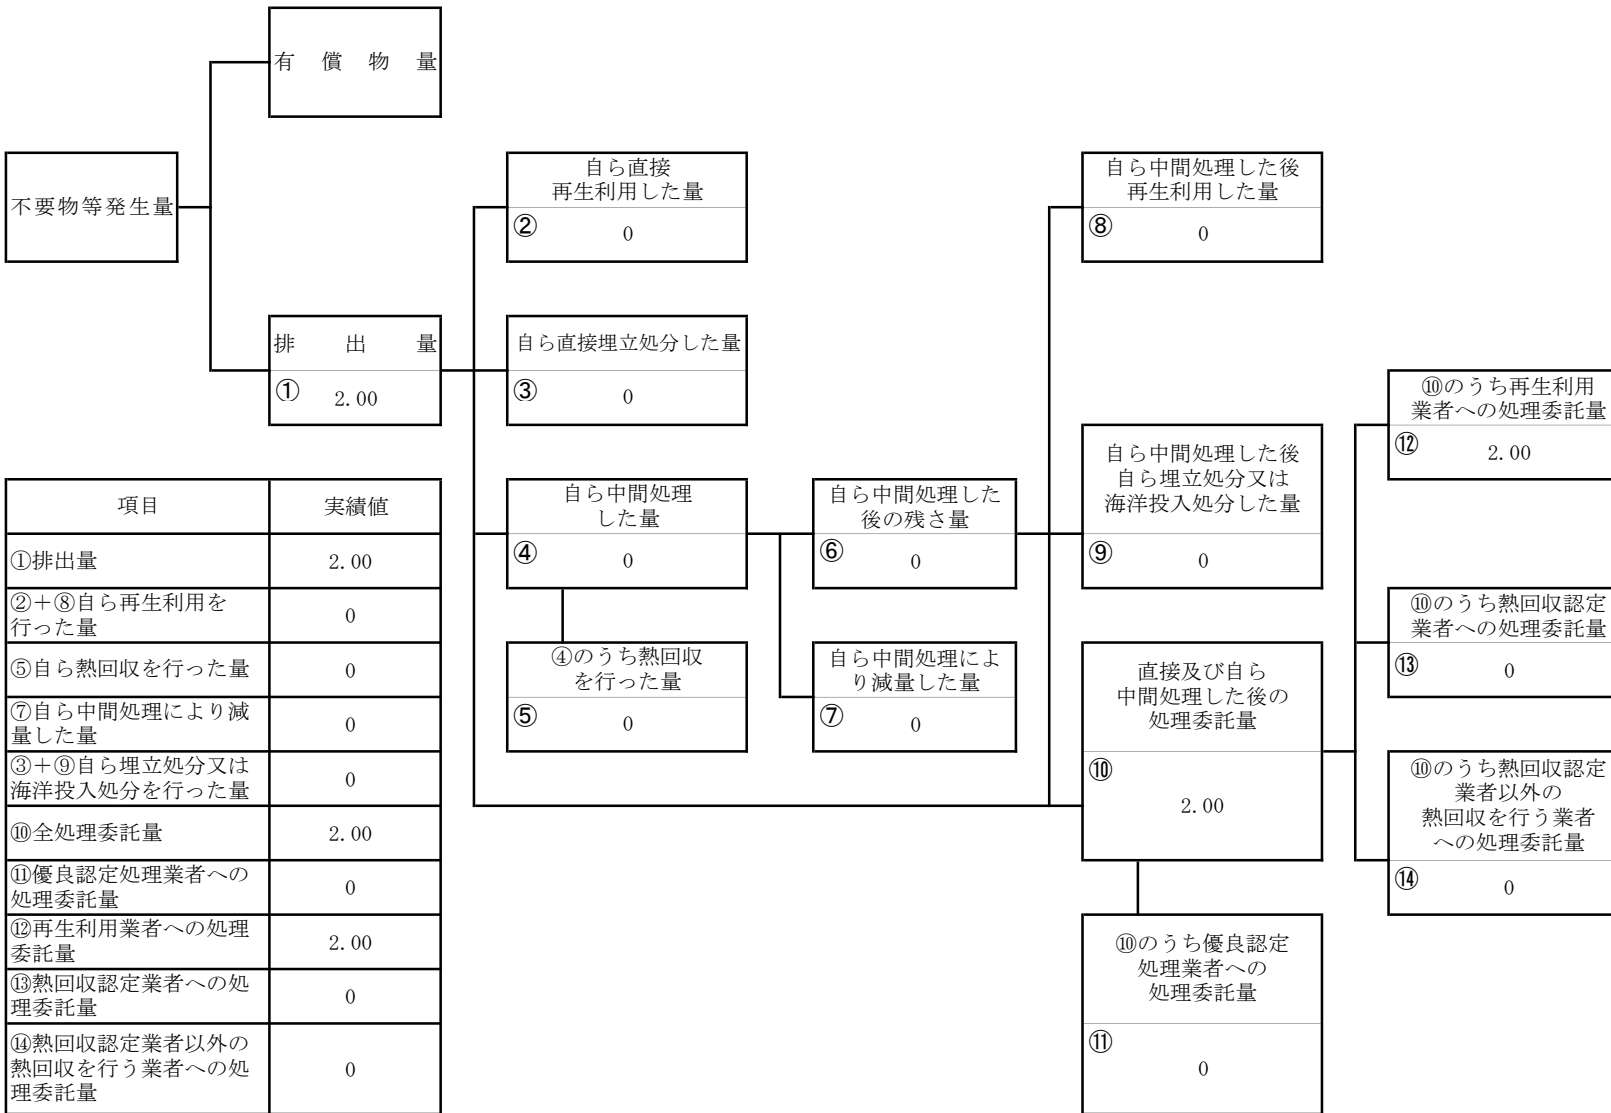 有償物量
不要物等発生量
排出量
① 2.00
自ら直接
再生利用した量
② 0
自ら直接埋立処分した量
③ 0
自ら中間処理
した量
④ 0
④のうち熱回収
を行った量
⑤ 0
自ら中間処理した
後の残さ量
⑥ 0
自ら中間処理によ
り減量した量
⑦ 0
自ら中間処理した後
再生利用した量
⑧ 0
自ら中間処理した後
自ら埋立処分又は
海洋投入処分した量
⑨ 0
直接及び自ら
中間処理した後の
処理委託量
⑩
2.00
⑩のうち優良認定
処理業者への
処理委託量
⑪
0
⑩のうち再生利用
業者への処理委託量
⑫ 2.00
⑩のうち熱回収認定
業者への処理委託量
⑬ 0
⑩のうち熱回収認定
業者以外の
熱回収を行う業者
への処理委託量
⑭ 0
項目 実績値
①排出量 2.00
②+⑧自ら再生利用を
行った量 0
⑤自ら熱回収を行った量 0
⑦自ら中間処理により減
量した量 0
③+⑨自ら埋立処分又は
海洋投入処分を行った量 0
⑩全処理委託量 2.00
⑪優良認定処理業者への
処理委託量 0
⑫再生利用業者への処理
委託量 2.00
⑬熱回収認定業者への処
理委託量 0
⑭熱回収認定業者以外の
熱回収を行う業者への処 0
理委託量